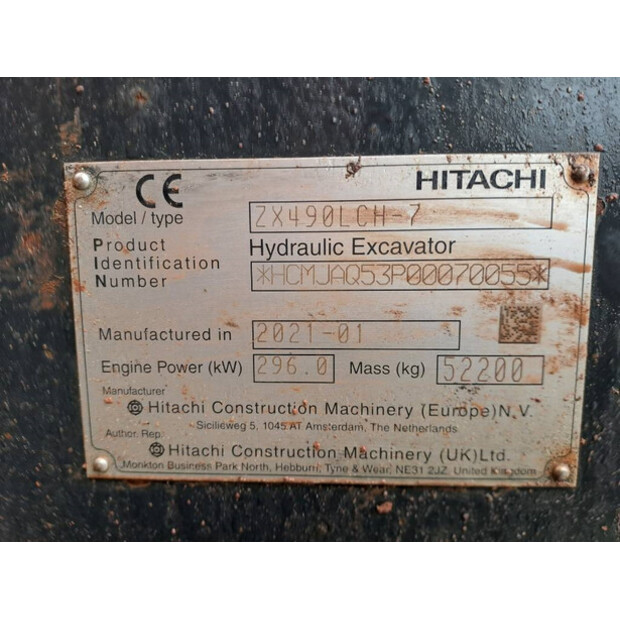 CE HITACHI
Model / type ZX490LCH-7
Product Hydraulic Excavator
Identification *HCMJAQ53P00070055*
Number
Manufactured in 2021-01
Engine Power (kW) 296.0 Mass (kg) 52200
Manufacturer
Hitachi Construction Machinery (Europe)N.V.
Sicilieweg 5, 1045 AT Amsterdam, The Netherlands
Author. Rep.
Hitachi Construction Machinery (UK)Ltd.
Monkton Business Park North, Hebburn, Tyne & Wear, NE31 2JZ, United Kingdom